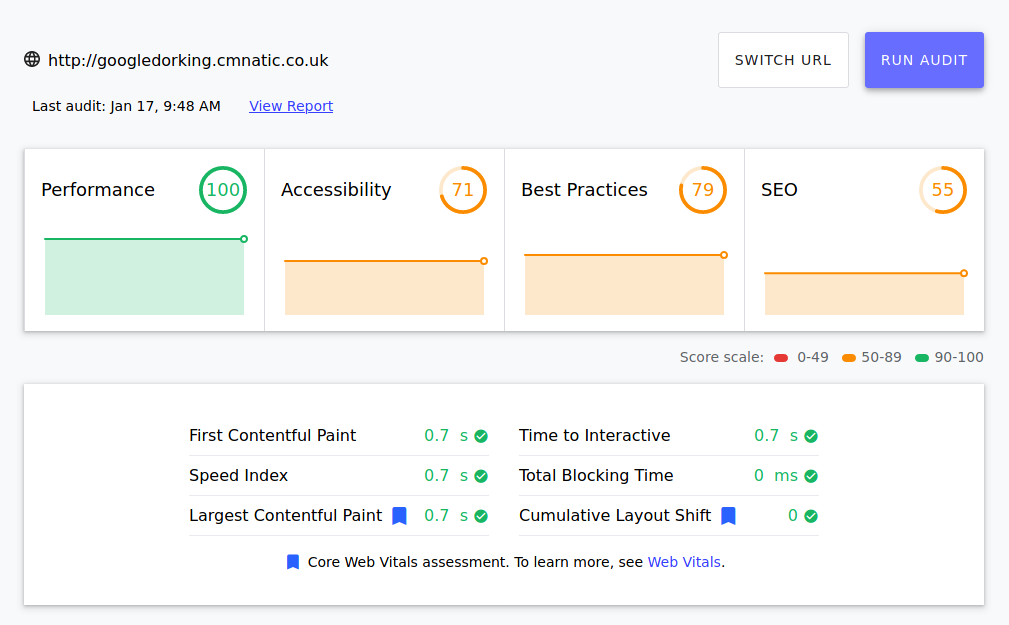 http://googledorking.cmnatic.co.uk
SWITCH URL
RUN AUDIT
Last audit: Jan 17, 9:48 AM View Report
Performance 100
Accessibility 71
Best Practices 79
SEO 55
Score scale: 0-49 50-89 90-100
First Contentful Paint 0.7 s
Time to Interactive 0.7 s
Speed Index 0.7 s
Total Blocking Time 0 ms
Largest Contentful Paint 0.7 s
Cumulative Layout Shift 0
Core Web Vitals assessment. To learn more, see Web Vitals.